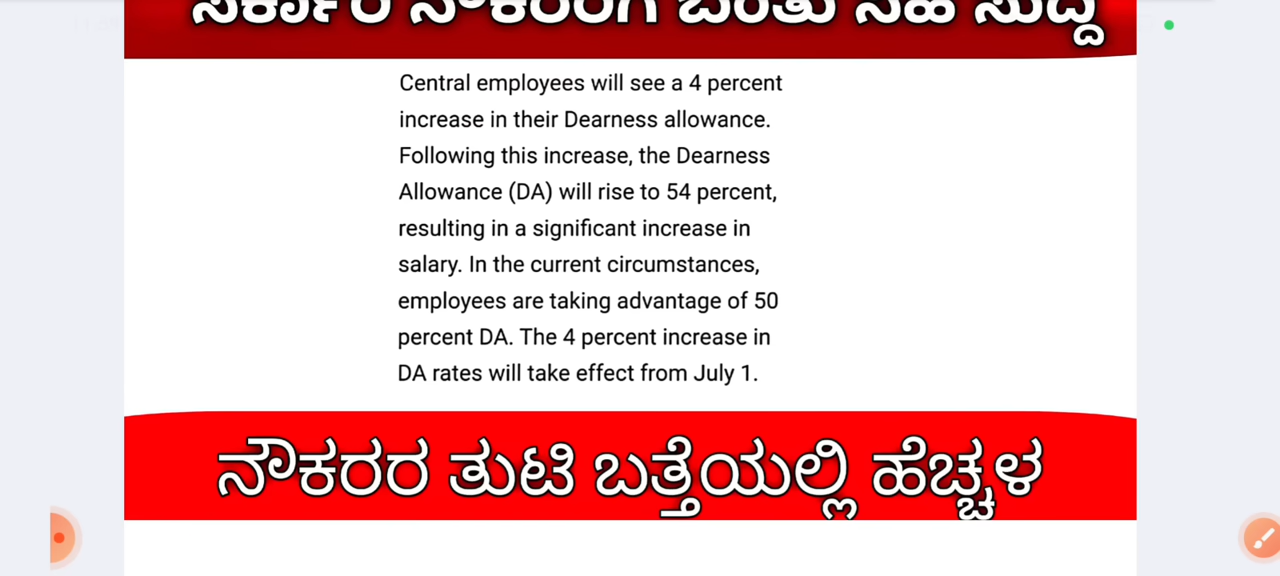 ಸರ್ಕಾರಿ ನೌಕರರಿಗೆ ಬಂತು ಸಿಹಿ ಸುದ್ದಿ
Central employees will see a 4 percent
increase in their Dearness allowance.
Following this increase, the Dearness
Allowance (DA) will rise to 54 percent,
resulting in a significant increase in
salary. In the current circumstances,
employees are taking advantage of 50
percent DA. The 4 percent increase in
DA rates will take effect from July 1.
ನೌಕರರ ತುಟಿ ಬತ್ತೆಯಲ್ಲಿ ಹೆಚ್ಚಳ